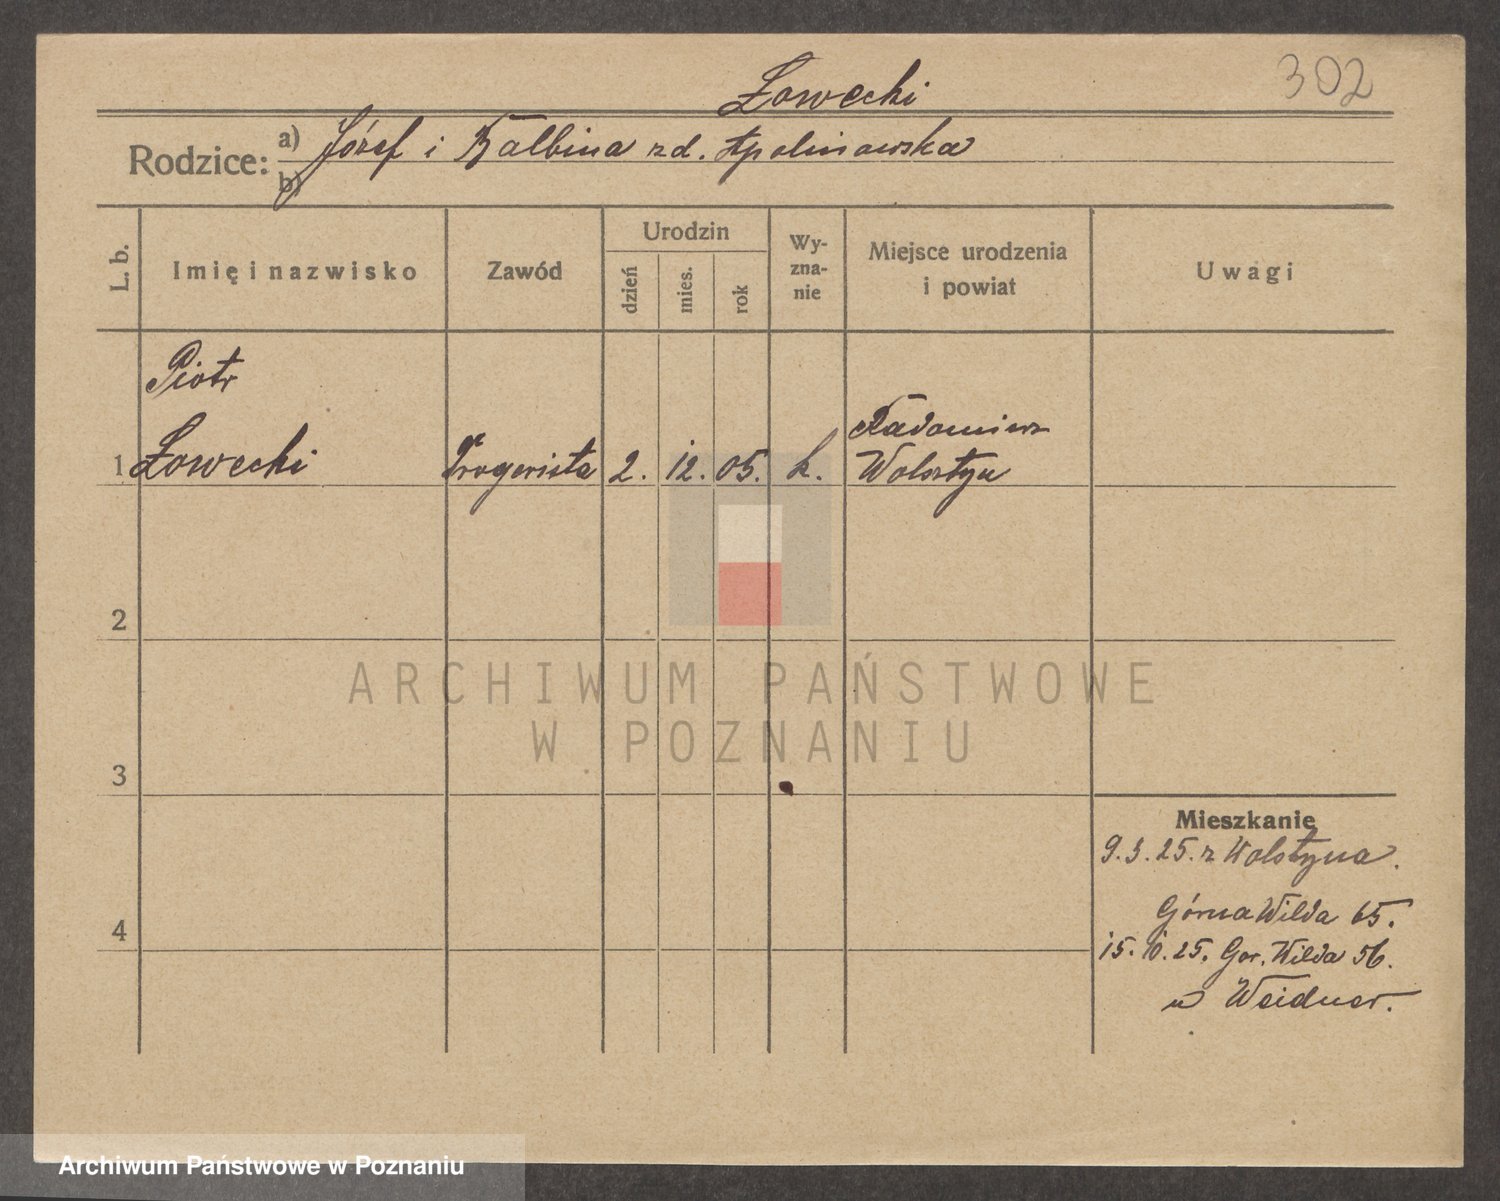 302
Łowecki
Rodzice: a) Józef i Balbina zd. Apolinarska
b)
L. b.
Imię i nazwisko
Zawód
Urodzin
dzień
mies.
rok
Wy-
zna-
nie
Miejsce urodzenia
i powiat
Uwagi
Piotr
1 Łowecki Drogerista 2. 12. 05. k.
Wolsztyn
2
3
4
Mieszkanie
9.3.25. z Wolsztyna.
Górna Wilda 65.
15.10.25. Gór. Wilda 56.
u Weidner.
ARCHIWUM PAŃSTWOWE
W POZNANIU
Archiwum Państwowe w Poznaniu